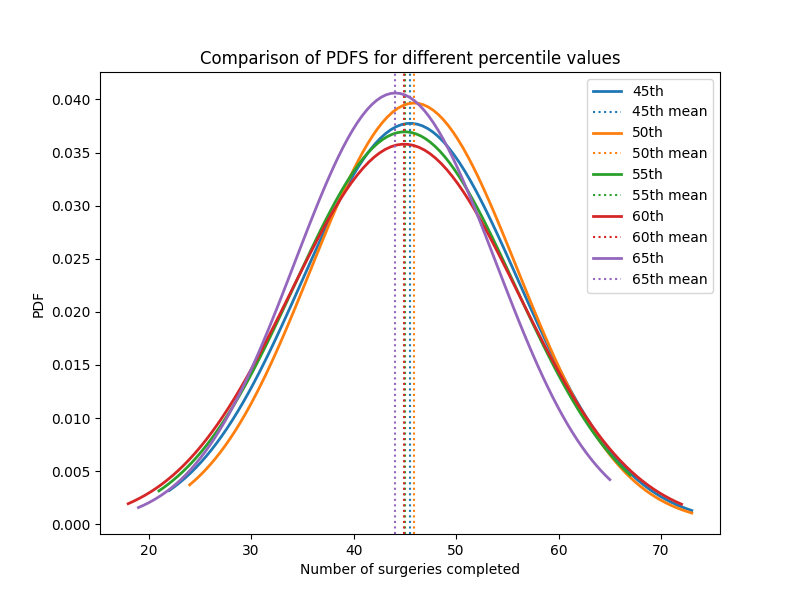 Comparison of PDFS for different percentile values
45th
45th mean
50th
50th mean
55th
55th mean
60th
60th mean
65th
65th mean
PDF
0.040
0.035
0.030
0.025
0.020
0.015
0.010
0.005
0.000
20 30 40 50 60 70
Number of surgeries completed